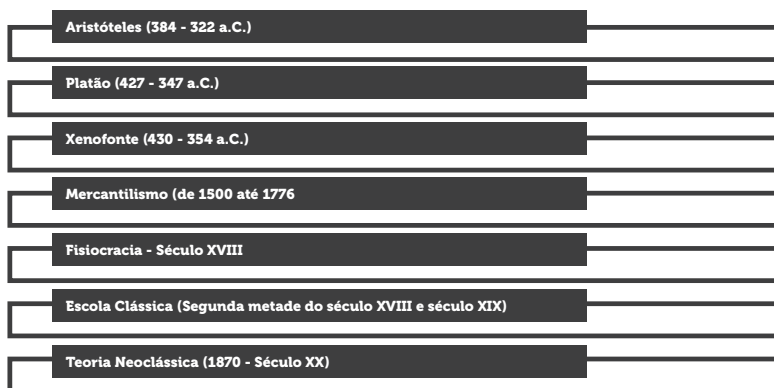 Aristóteles (384 - 322 a.C.)
Platão (427 - 347 a.C.)
Xenofonte (430 - 354 a.C.)
Mercantilismo (de 1500 até 1776
Fisiocracia - Século XVIII
Escola Clássica (Segunda metade do século XVIII e século XIX)
Teoria Neoclássica (1870 - Século XX)